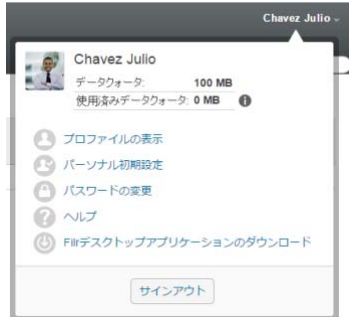 Chavez Julio
Chavez Julio
データクォータ: 100 MB
使用済みデータクォータ: 0 MB
プロファイルの表示
パーソナル初期設定
パスワードの変更
ヘルプ
Filrデスクトップアプリケーションのダウンロード
サインアウト